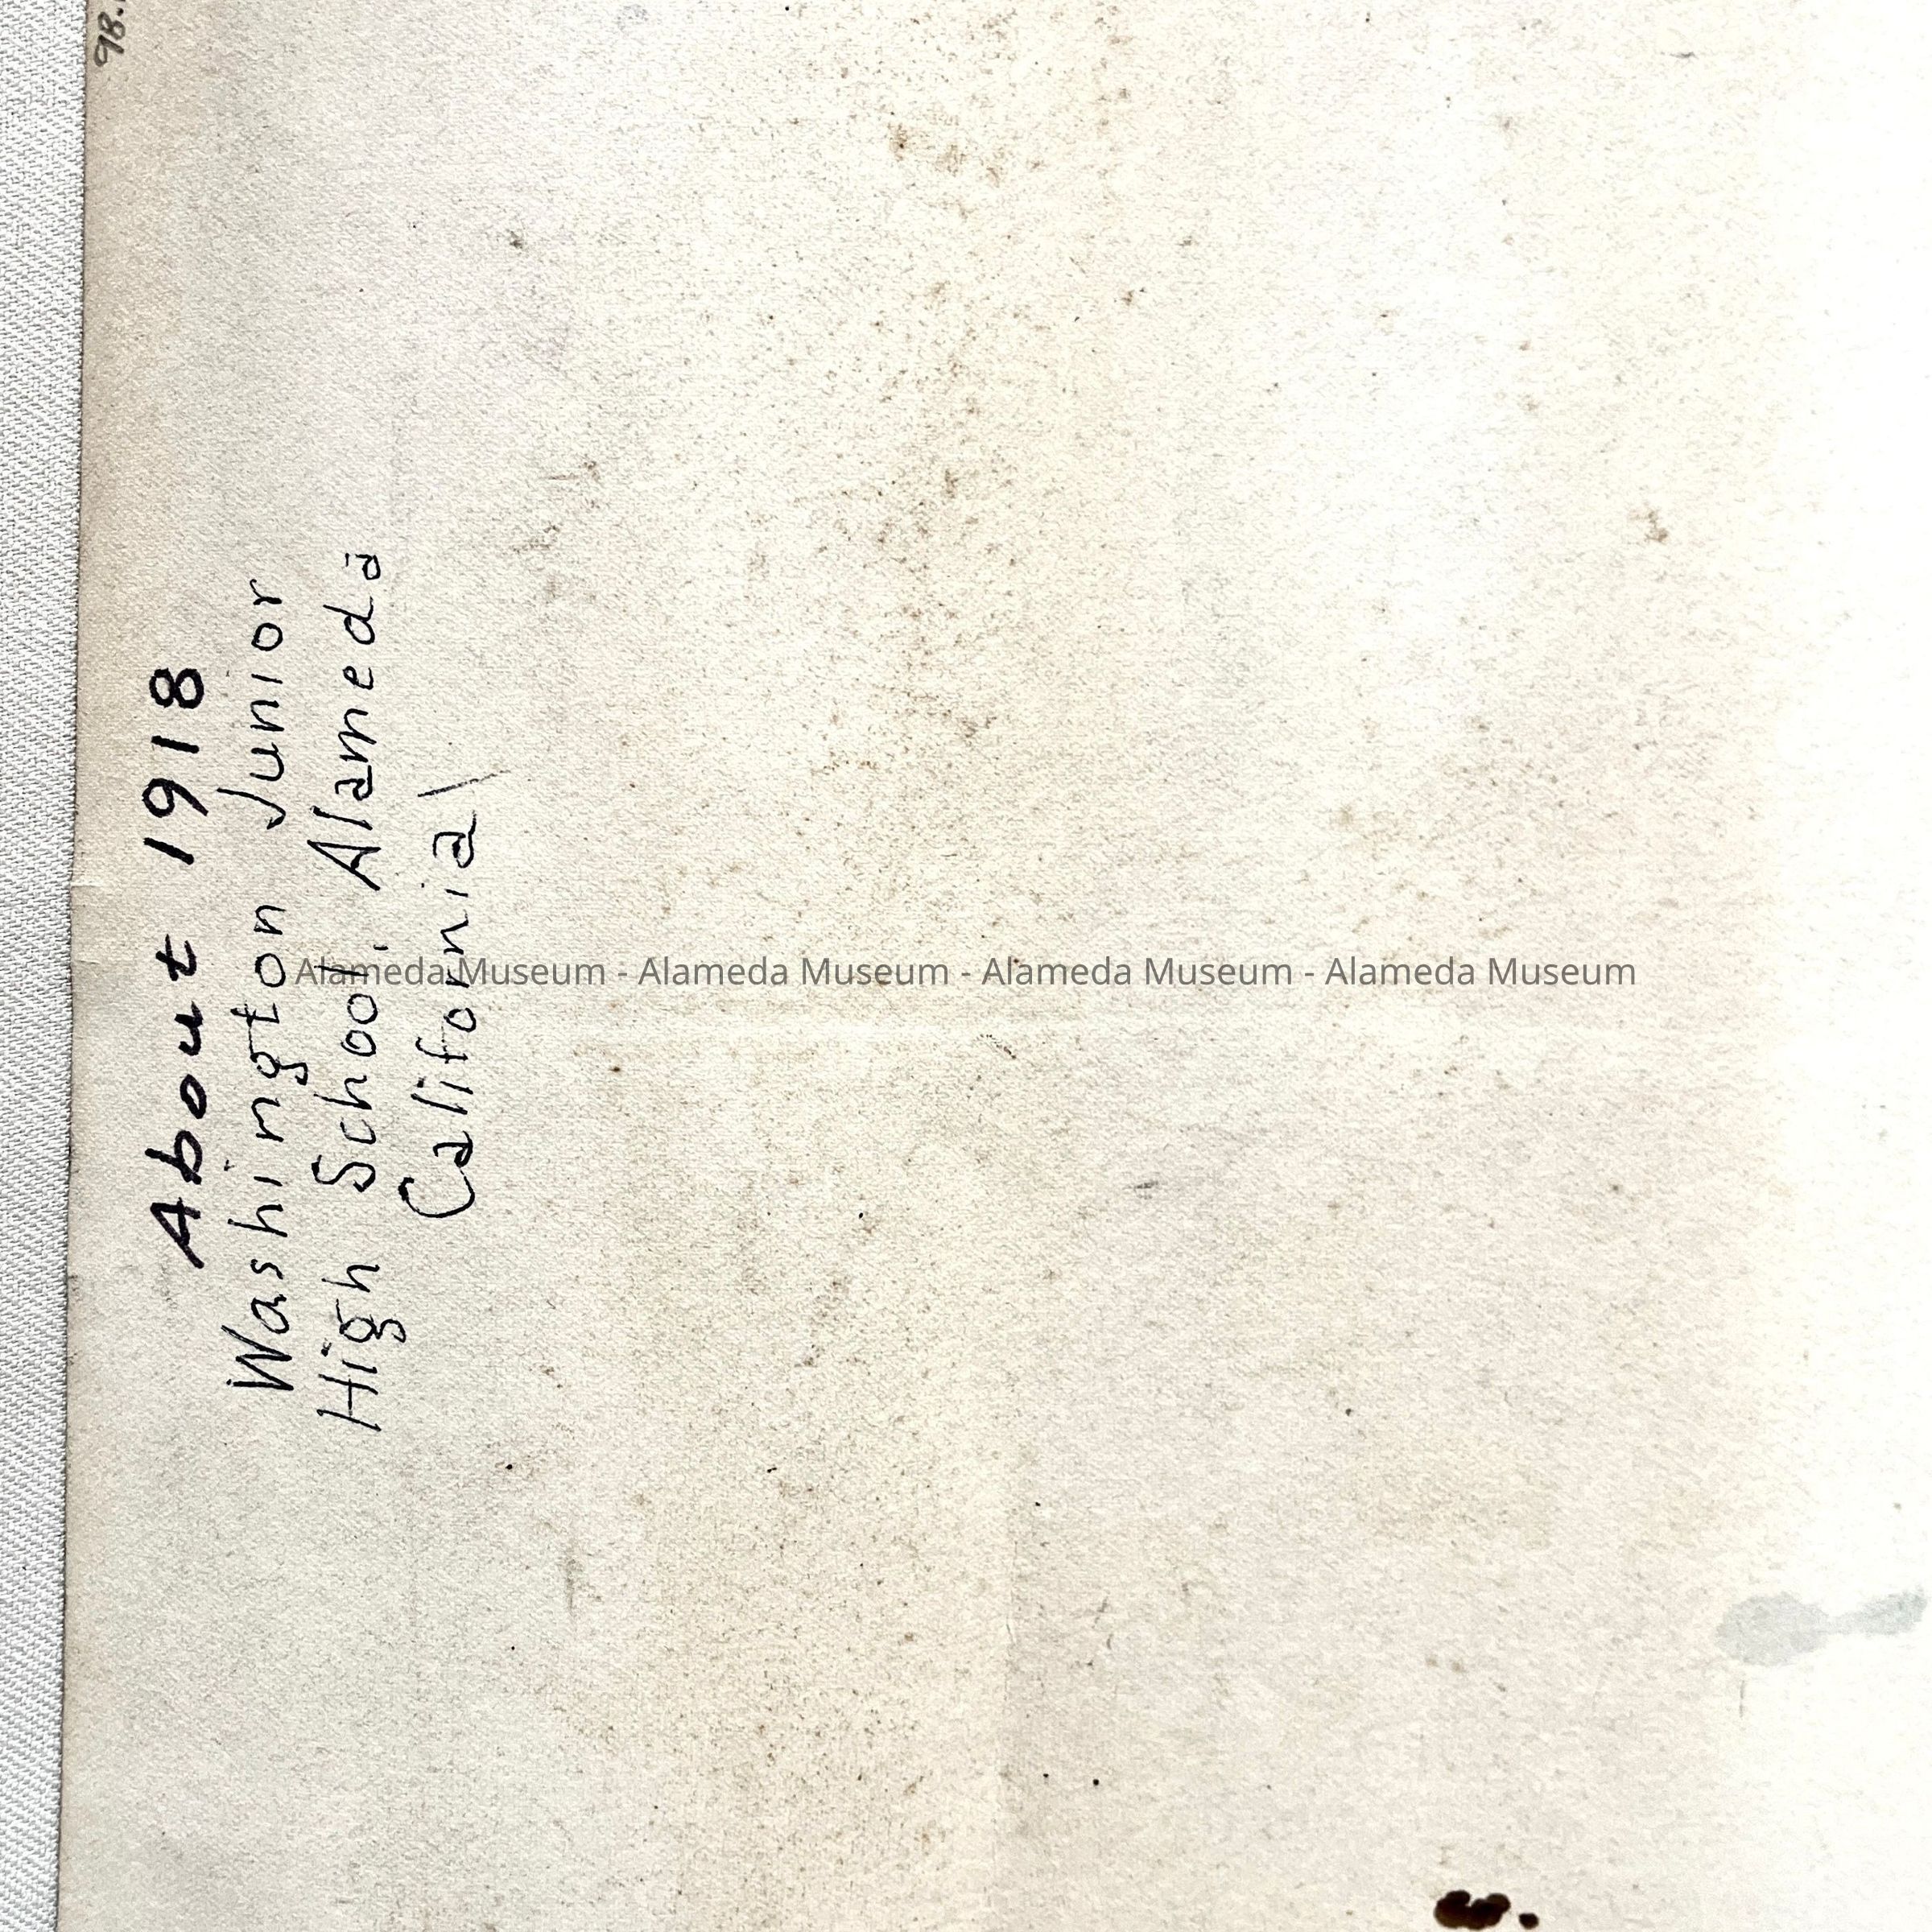 98.
About 1918
Washington Junior
High School, Alameda
California
Alameda Museum - Alameda Museum - Alameda Museum - Alameda Museum